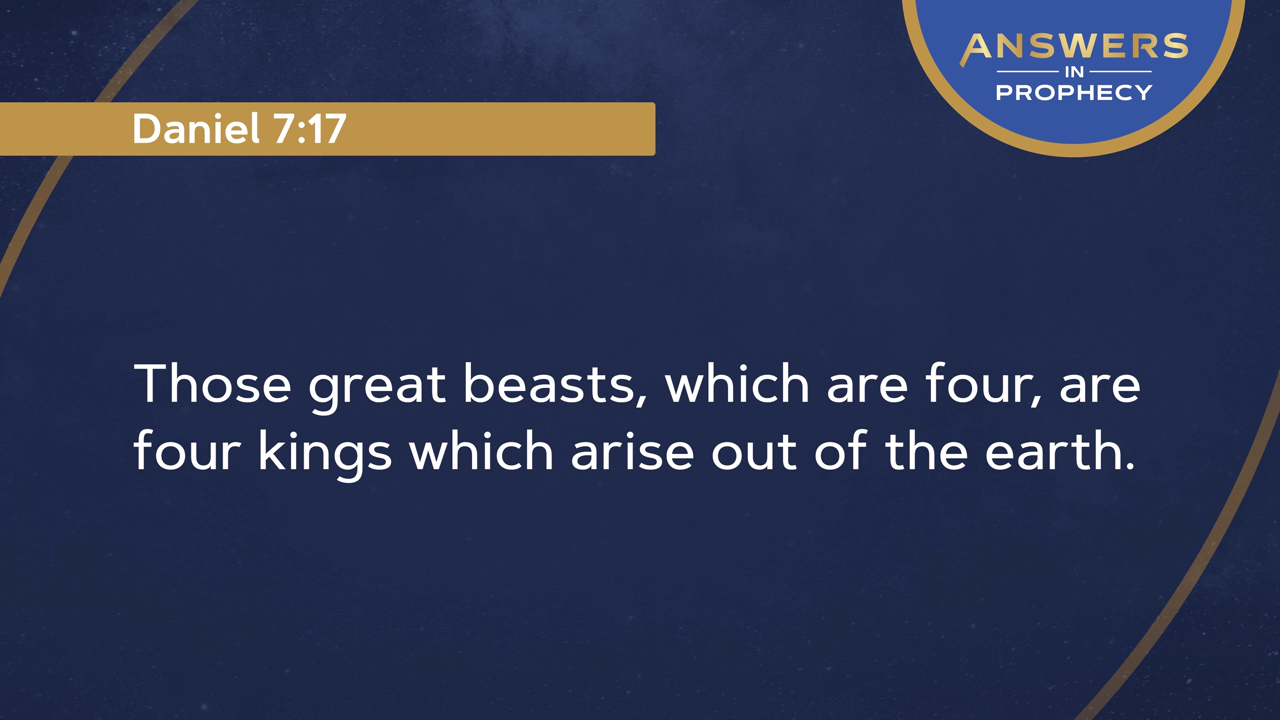 ANSWERS
IN
PROPHECY
Daniel 7:17
Those great beasts, which are four, are
four kings which arise out of the earth.